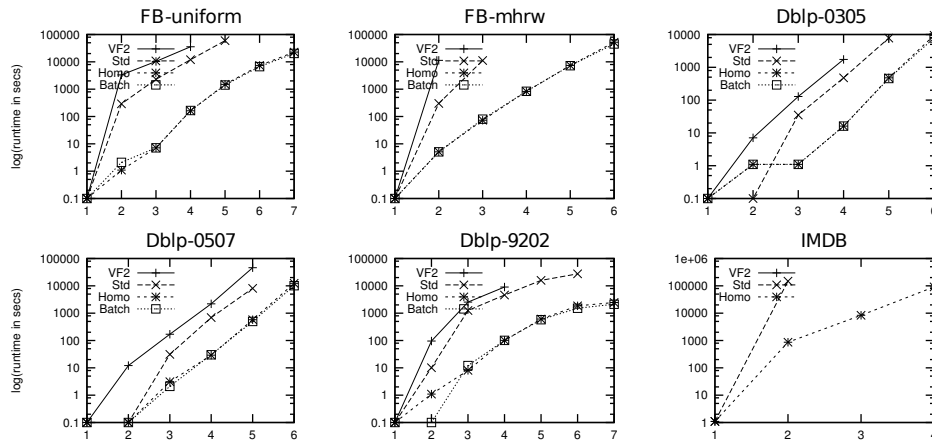 FB-uniform
FB-mhrw
Dblp-0305
log(runtime in secs)
100000
10000
1000
100
10
1
0.1
VF2
Std
Homo
Batch
1 2 3 4 5 6 7
100000
10000
1000
100
10
1
0.1
VF2
Std
Homo
Batch
1 2 3 4 5 6
10000
1000
100
10
1
0.1
VF2
Std
Homo
Batch
1 2 3 4 5 6
Dblp-0507
Dblp-9202
IMDB
log(runtime in secs)
100000
10000
1000
100
10
1
0.1
VF2
Std
Homo
Batch
1 2 3 4 5 6
100000
10000
1000
100
10
1
0.1
VF2
Std
Homo
Batch
1 2 3 4 5 6 7
1e+06
100000
10000
1000
100
10
1
VF2
Std
Homo
1 2 3 4